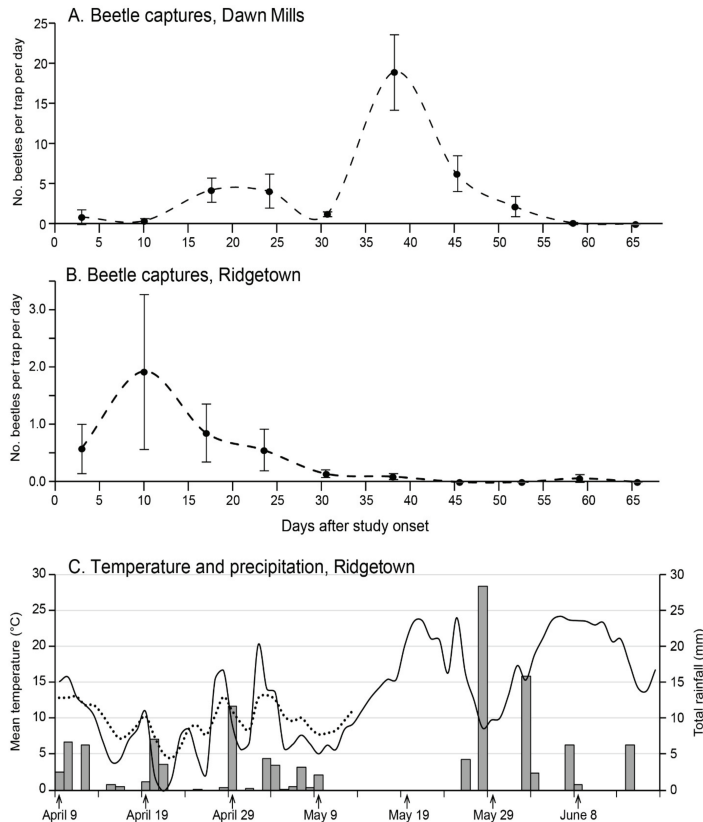 A. Beetle captures, Dawn Mills
No. beetles per trap per day
25
20
15
10
5
0
0 5 10 15 20 25 30 35 40 45 50 55 60 65
B. Beetle captures, Ridgetown
No. beetles per trap per day
3.0
2.0
1.0
0.0
0 5 10 15 20 25 30 35 40 45 50 55 60 65
Days after study onset
C. Temperature and precipitation, Ridgetown
Mean temperature (°C)
30
25
20
15
10
5
0
30
25
20
15
10
5
0
Total rainfall (mm)
April 9 April 19 April 29 May 9 May 19 May 29 June 8